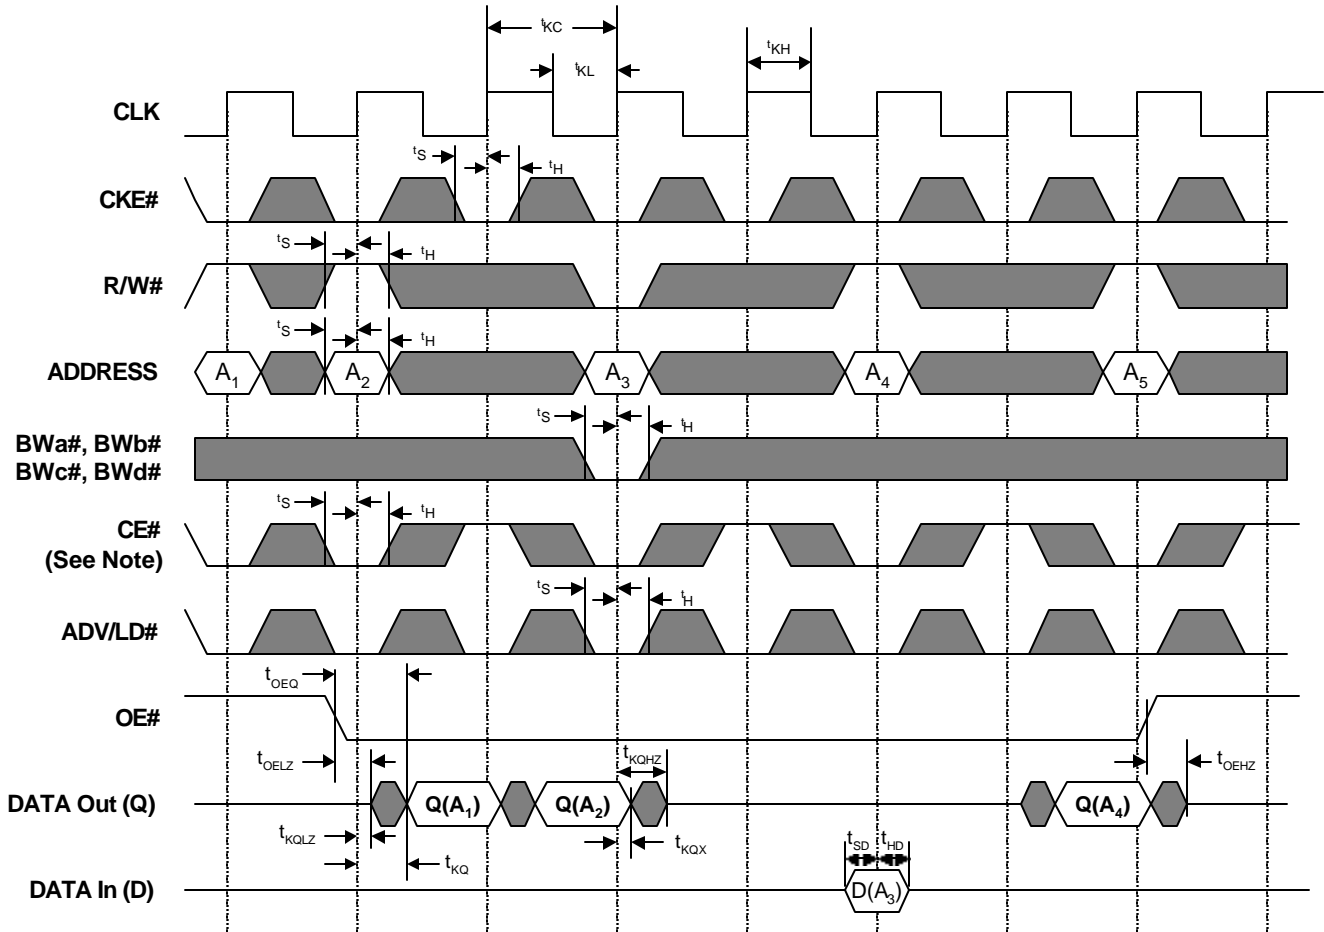 tKC
tKL
tKH
CLK
tS
tH
CKE#
tS
tH
R/W#
tS
tH
ADDRESS
A1
A2
A3
A4
A5
tS
tH
BWa#, BWb#
BWc#, BWd#
tS
tH
CE#
(See Note)
tS
tH
ADV/LD#
tOEQ
OE#
tOELZ
tKQHZ
tOEHZ
DATA Out (Q)
Q(A1)
Q(A2)
Q(A4)
tKQLZ
tKQ
tKQX
tSD
tHD
DATA In (D)
D(A3)